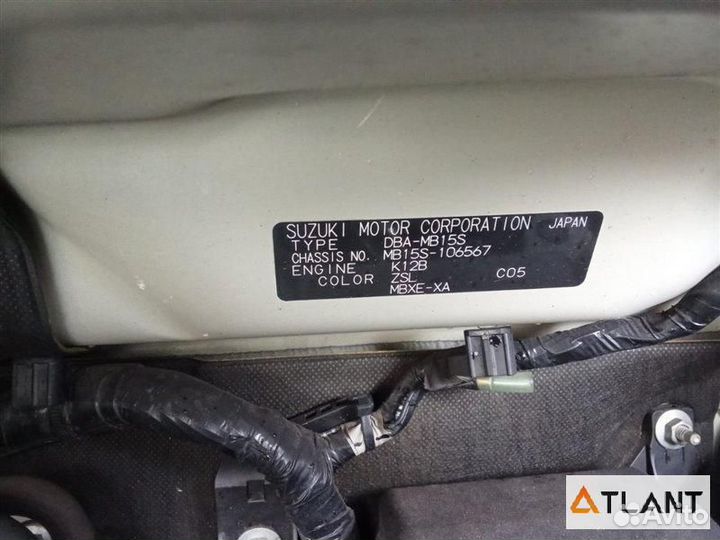 SUZUKI MOTOR CORPORATION JAPAN
TYPE DBA-MB15S
CHASSIS NO. MB15S-106567
ENGINE K12B
COLOR ZSL C05
MBXE-XA
ATLANT
Avito